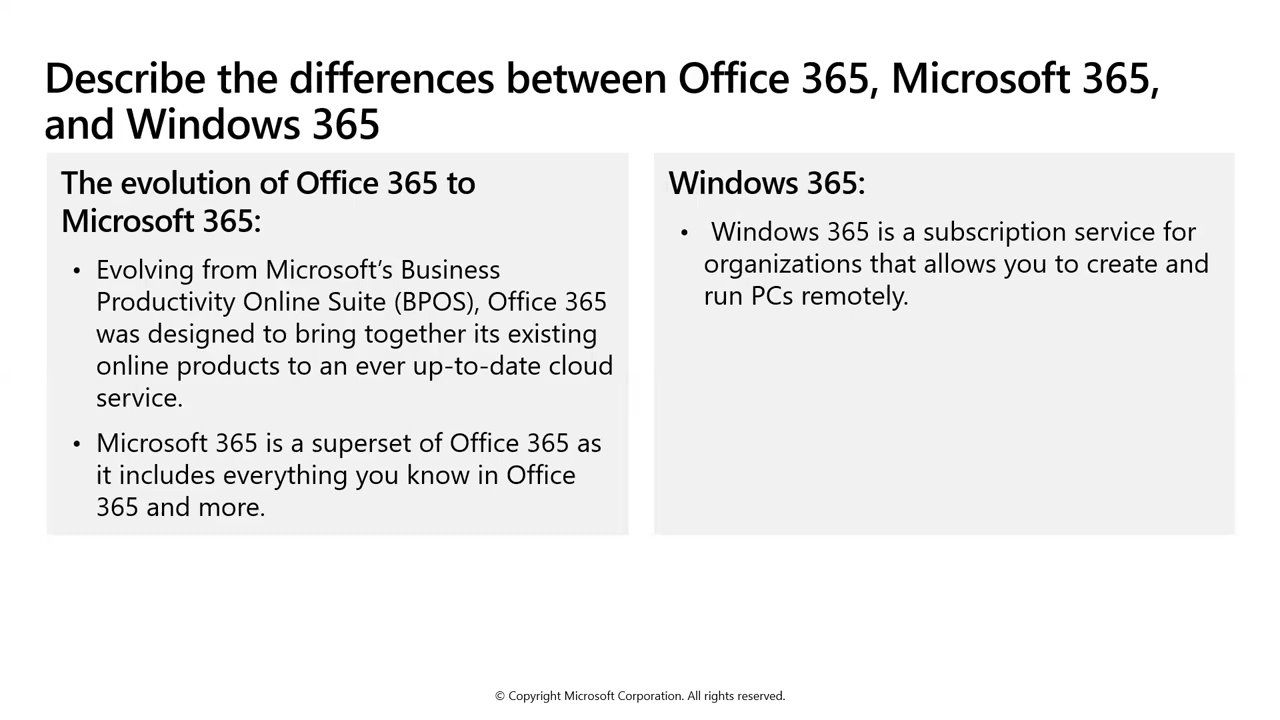 Describe the differences between Office 365, Microsoft 365,
and Windows 365
The evolution of Office 365 to
Microsoft 365:
• Evolving from Microsoft’s Business
Productivity Online Suite (BPOS), Office 365
was designed to bring together its existing
online products to an ever up-to-date cloud
service.
• Microsoft 365 is a superset of Office 365 as
it includes everything you know in Office
365 and more.
Windows 365:
• Windows 365 is a subscription service for
organizations that allows you to create and
run PCs remotely.
© Copyright Microsoft Corporation. All rights reserved.